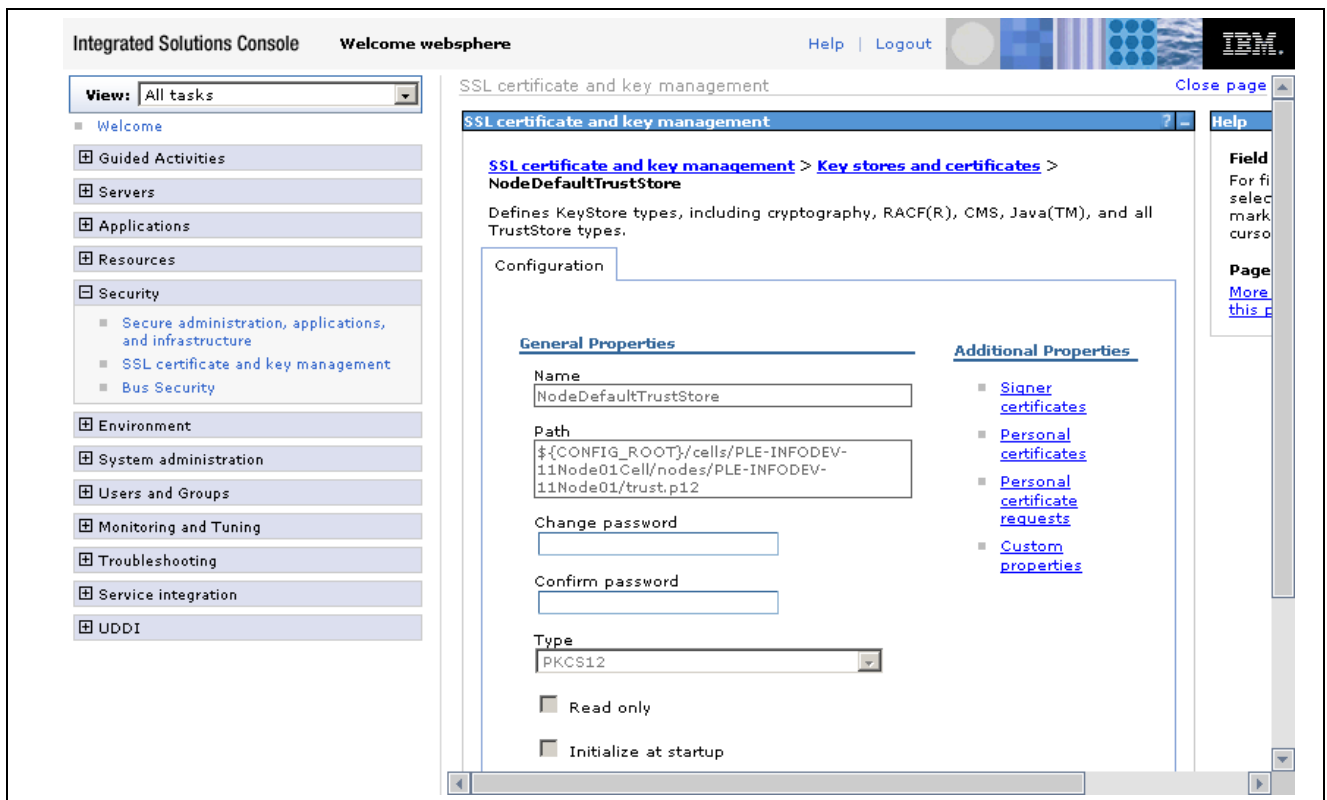 Integrated Solutions Console
Welcome websphere
Help | Logout
IBM.
View: All tasks
Welcome
Guided Activities
Servers
Applications
Resources
Security
Secure administration, applications,
and infrastructure
SSL certificate and key management
Bus Security
Environment
System administration
Users and Groups
Monitoring and Tuning
Troubleshooting
Service integration
UDDI
SSL certificate and key management
Close page
SSL certificate and key management
? –
SSL certificate and key management > Key stores and certificates >
NodeDefaultTrustStore
Defines KeyStore types, including cryptography, RACF(R), CMS, Java(TM), and all
TrustStore types.
Configuration
General Properties
Name
NodeDefaultTrustStore
Path
${CONFIG_ROOT}/cells/PLE-INFODEV-
11Node01Cell/nodes/PLE-INFODEV-
11Node01/trust.p12
Change password
Confirm password
Type
PKCS12
Read only
Initialize at startup
Additional Properties
Signer
certificates
Personal
certificates
Personal
certificate
requests
Custom
properties
Help
Field
For fi
selec
mark
curso
Page
More
this p